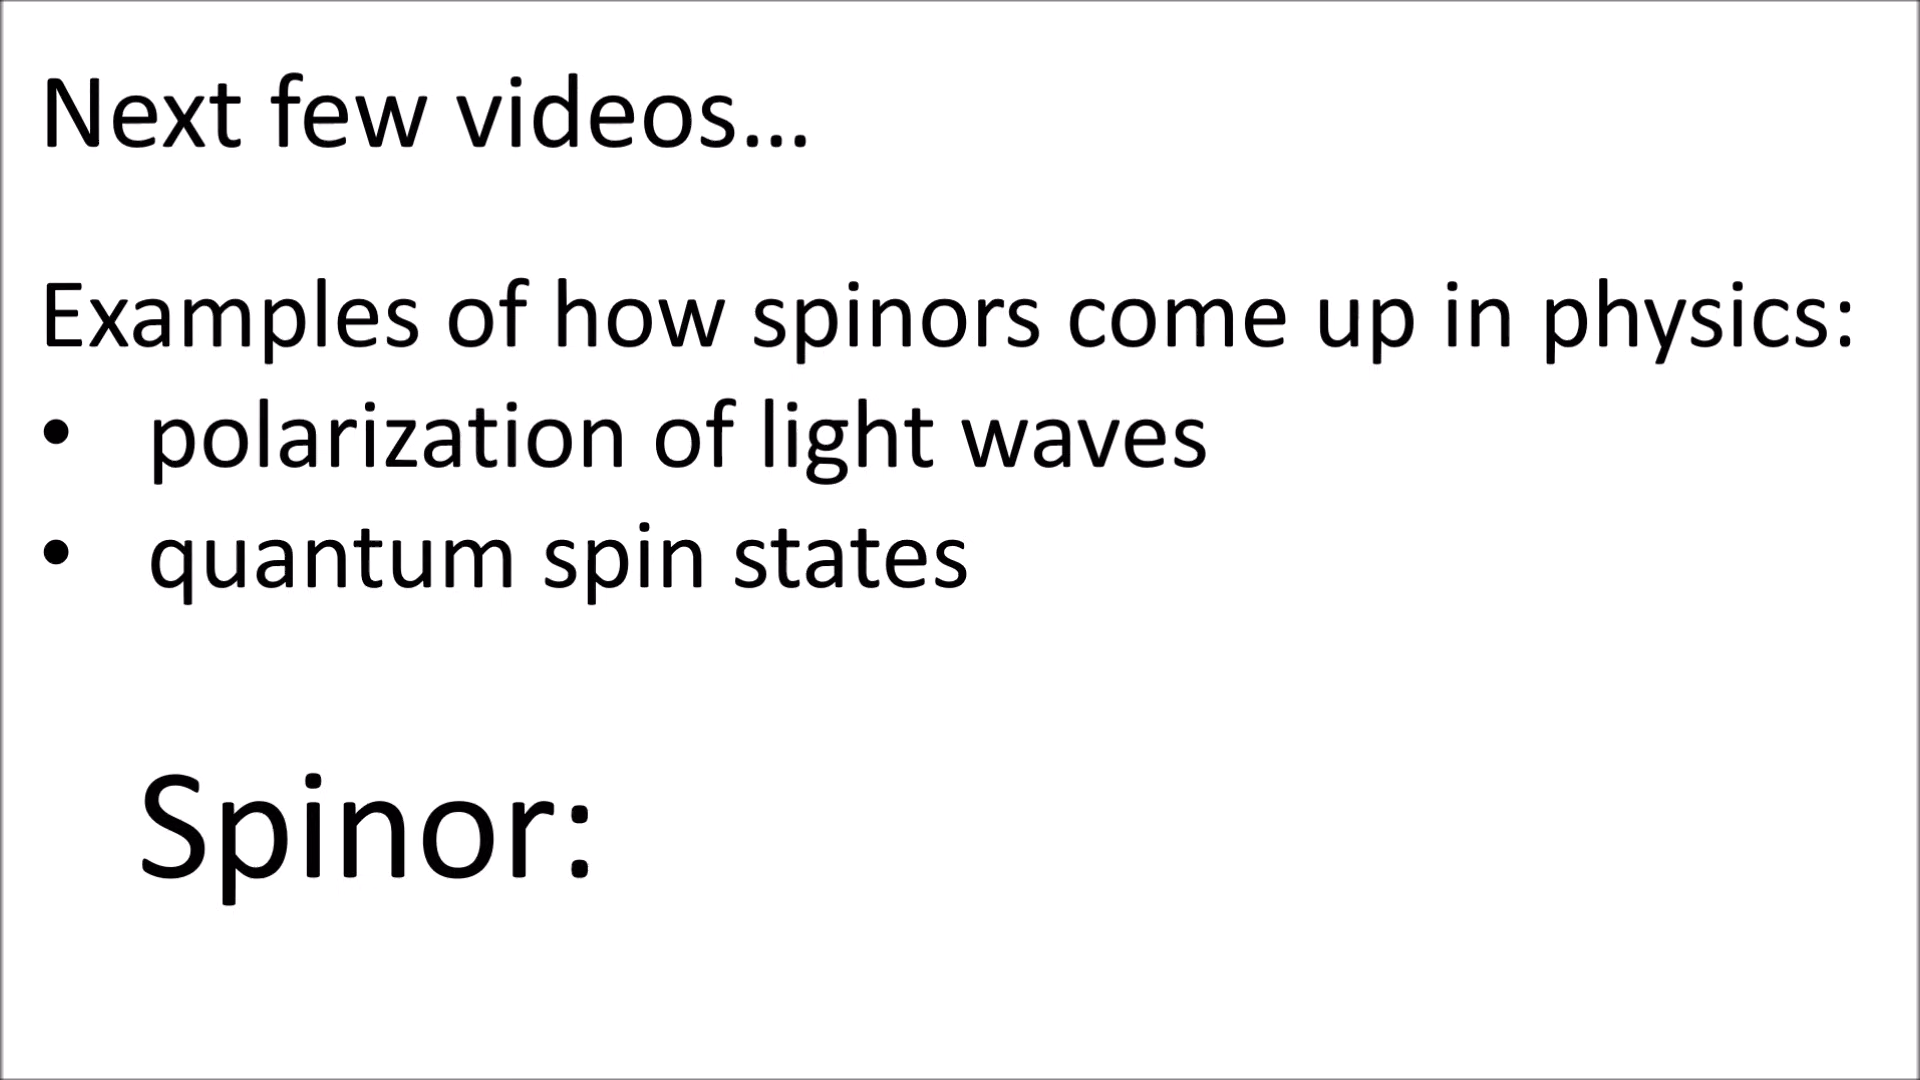 Next few videos...
Examples of how spinors come up in physics:
• polarization of light waves
• quantum spin states
Spinor: